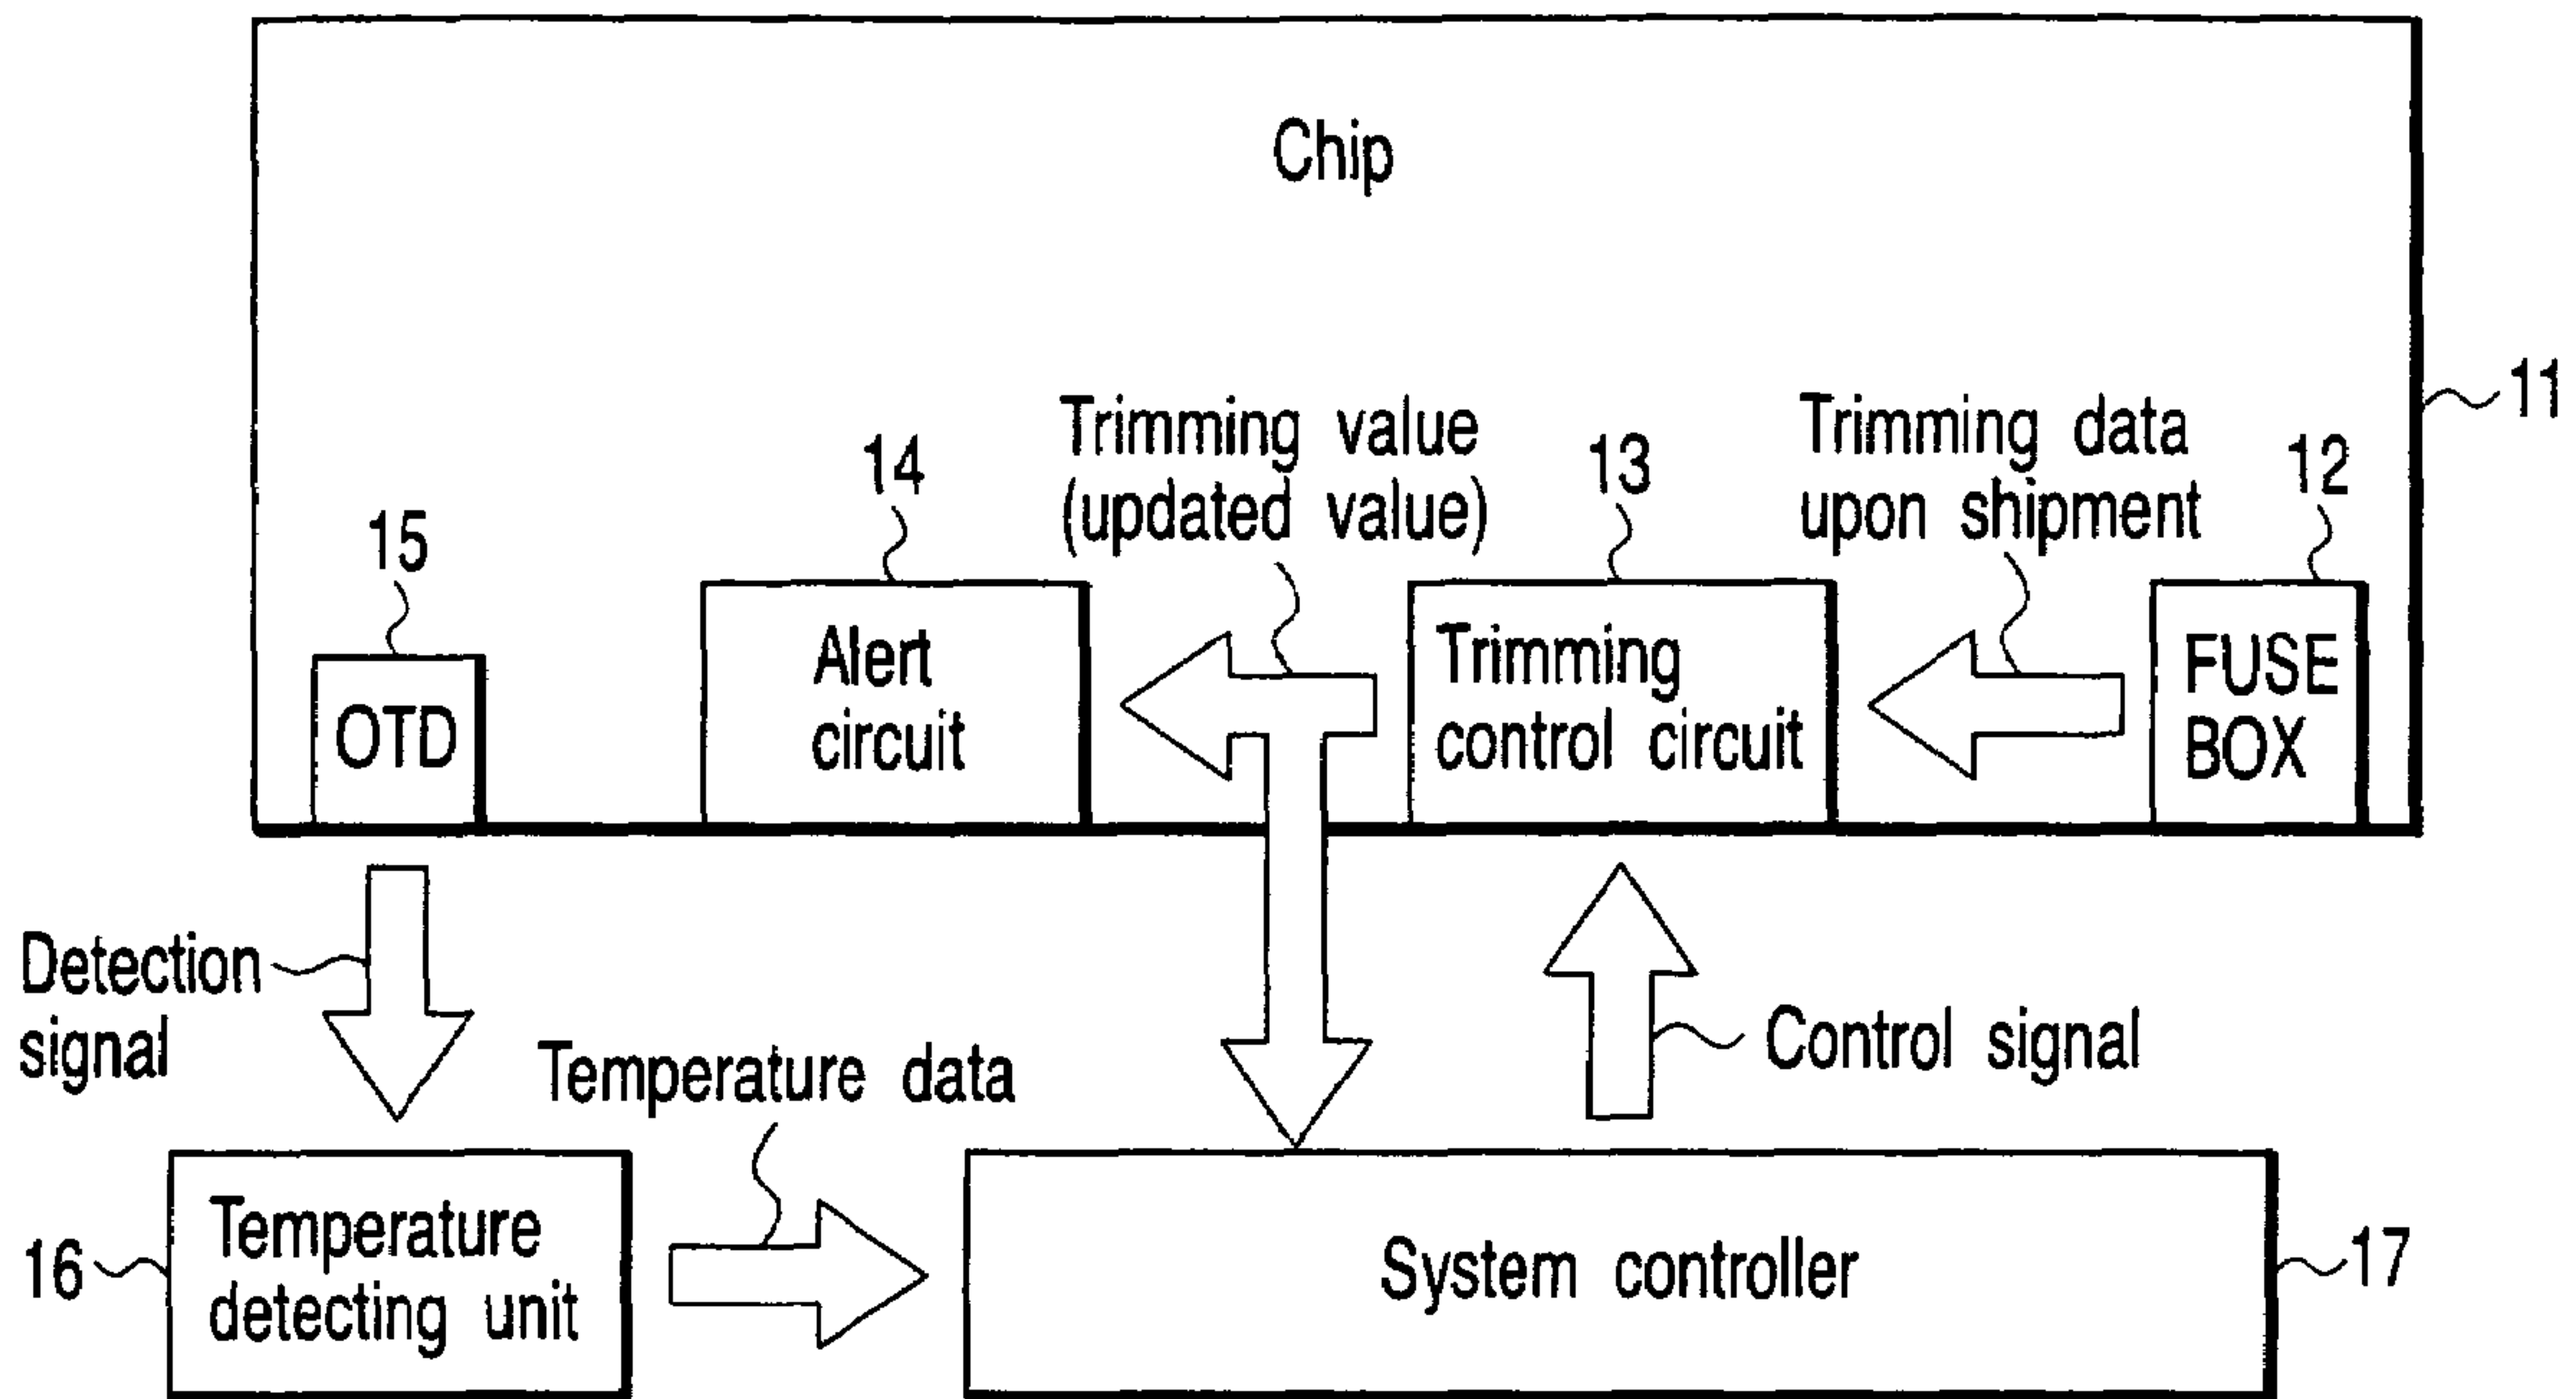 Chip
11
Trimming value
(updated value)
Trimming data
upon shipment
14
13
12
15
Alert
circuit
Trimming
control circuit
FUSE
BOX
OTD
Detection
signal
Temperature data
Control signal
16
Temperature
detecting unit
System controller
17